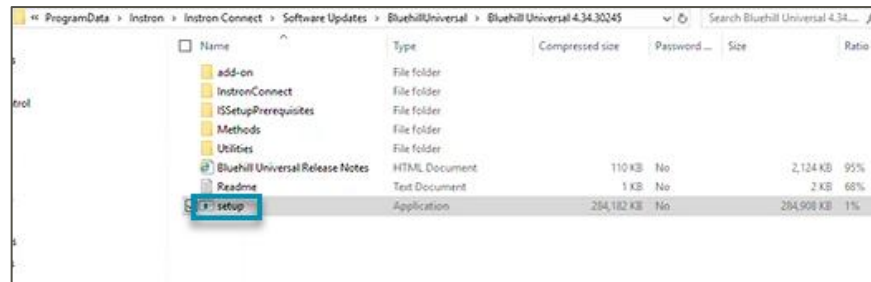 « ProgramData > Instron > Instron Connect > Software Updates > BluehillUniversal > Bluehill Universal 4.34.30245 Search Bluehill Universal 4.34....
Name Type Compressed size Password ... Size Ratio
add-on File folder
InstronConnect File folder
trol
ISSetupPrerequisites File folder
Methods File folder
Utilities File folder
Bluehill Universal Release Notes HTML Document 110 KB No 2,124 KB 95%
Readme Text Document 1 KB No 2 KB 68%
setup Application 284,182 KB No 284,908 KB 1%